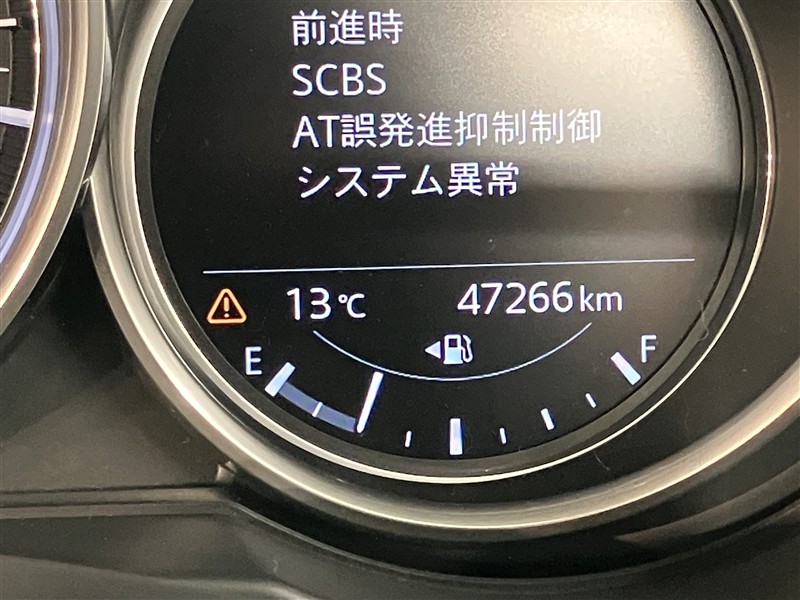 前進時
SCBS
AT誤発進抑制制御
システム異常
13℃ 47266km
E F